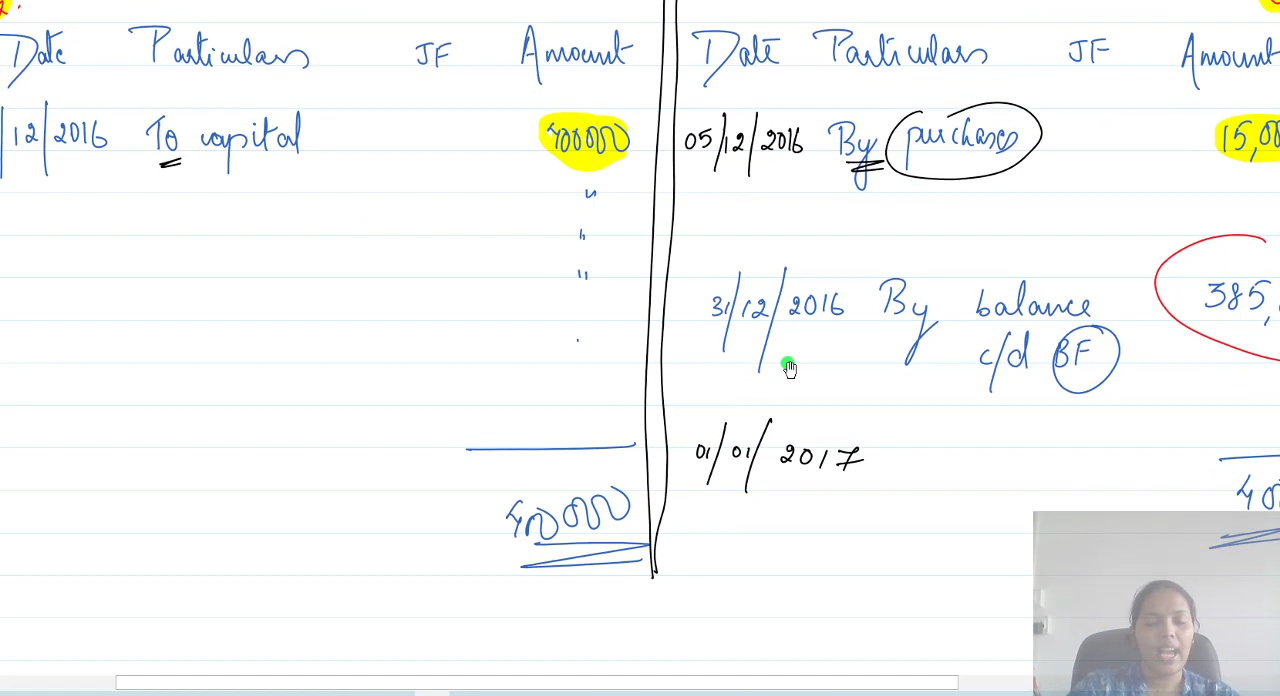 Date Particulars JF Amount
/12/2016 To capital 400000
"
"
"
400000
Date Particulars JF Amount
05/12/2016 By purchases 15,00
31/12/2016 By balance 385,
c/d BF
01/01/2017
40